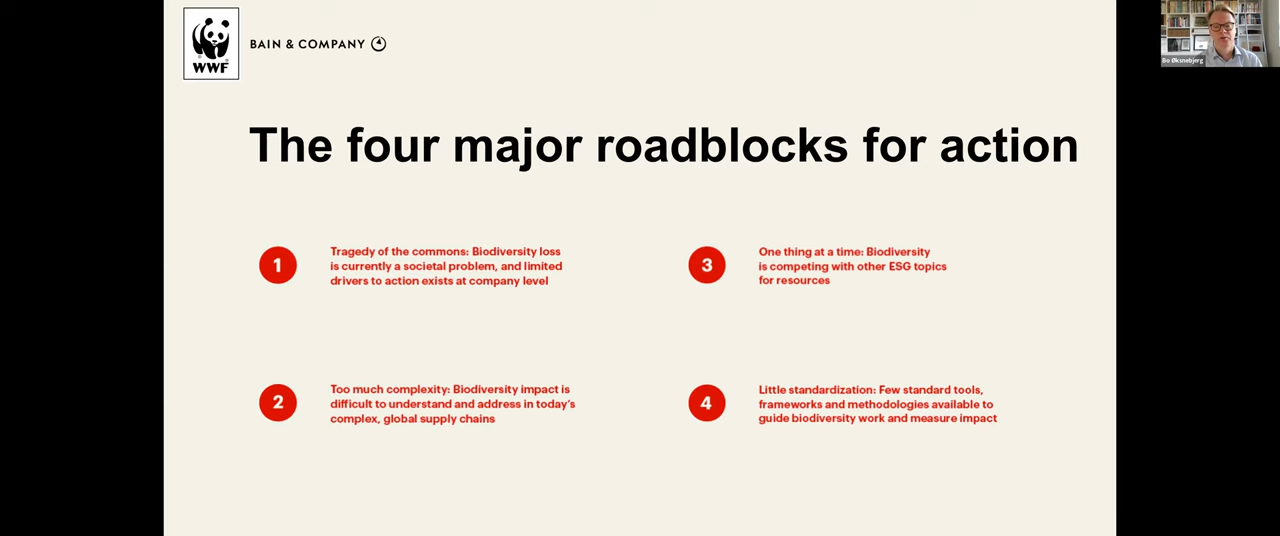 WWF
BAIN & COMPANY
Bo Øksnebjerg
The four major roadblocks for action
1
Tragedy of the commons: Biodiversity loss
is currently a societal problem, and limited
drivers to action exists at company level
2
Too much complexity: Biodiversity impact is
difficult to understand and address in today's
complex, global supply chains
3
One thing at a time: Biodiversity
is competing with other ESG topics
for resources
4
Little standardization: Few standard tools,
frameworks and methodologies available to
guide biodiversity work and measure impact